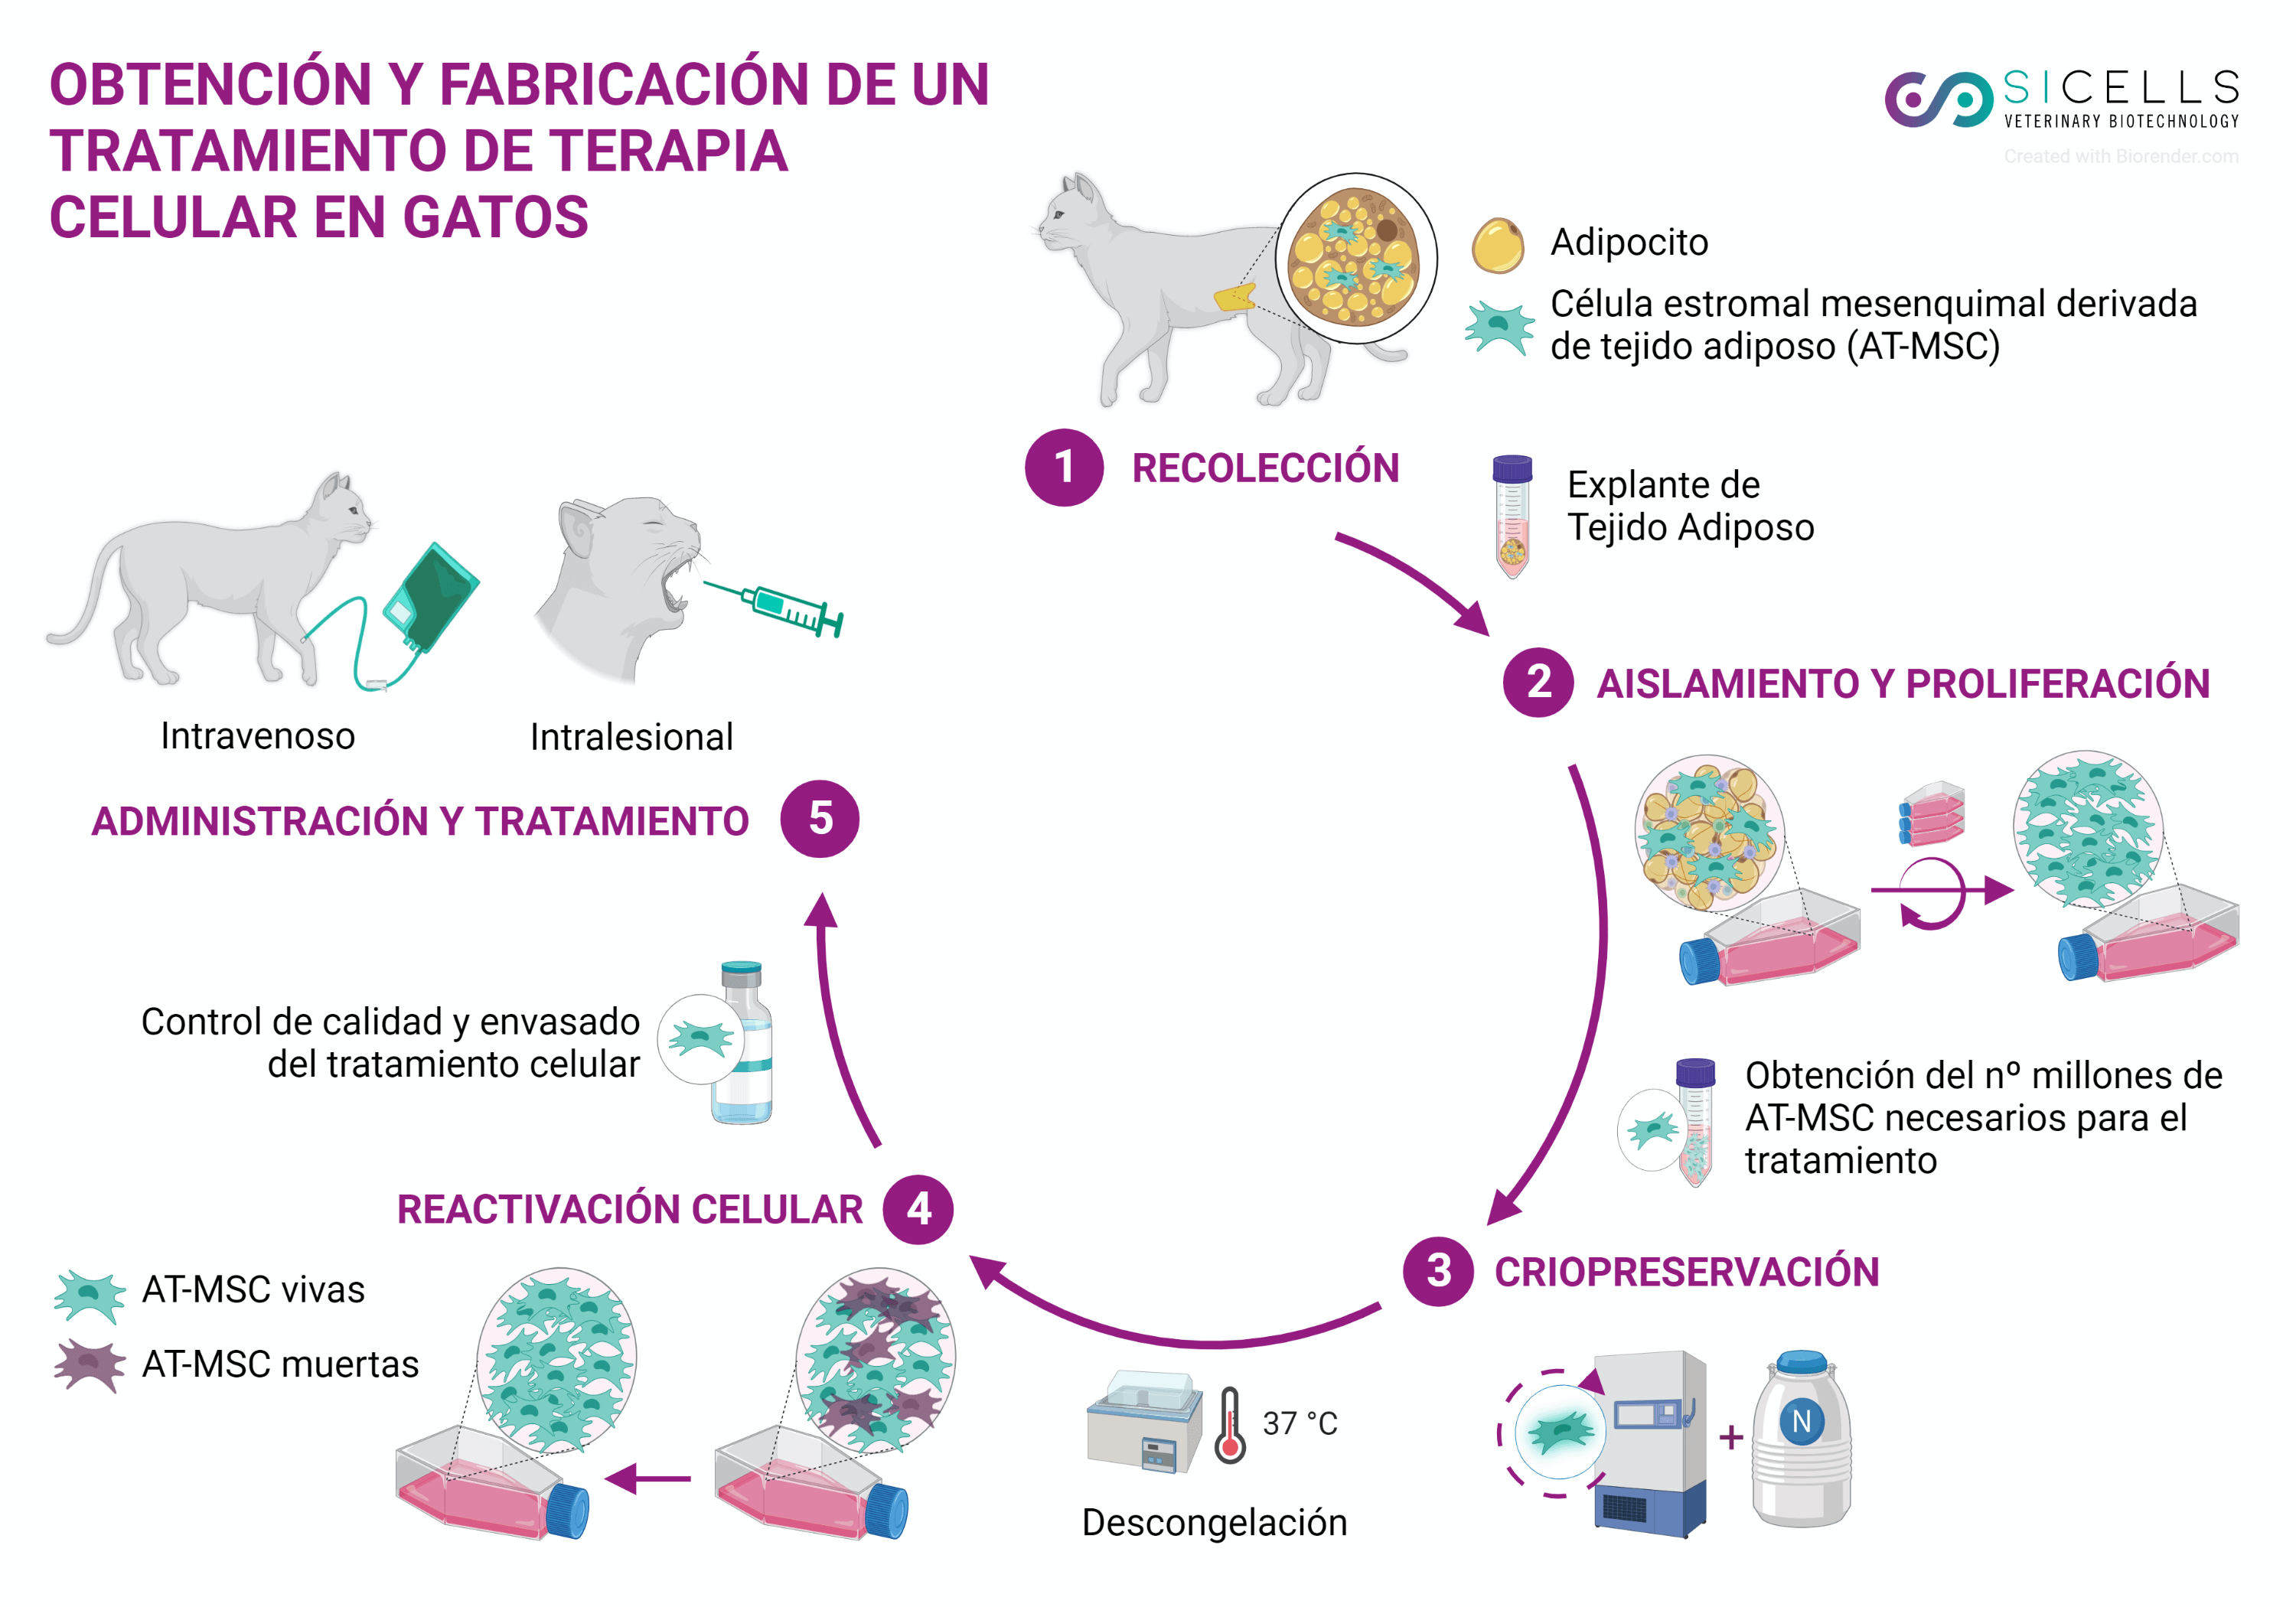 OBTENCIÓN Y FABRICACIÓN DE UN
TRATAMIENTO DE TERAPIA
CELULAR EN GATOS
SICELLS
VETERINARY BIOTECHNOLOGY
Created with Biorender.com
Adipocito
Célula estromal mesenquimal derivada
de tejido adiposo (AT-MSC)
1 RECOLECCIÓN
Explante de
Tejido Adiposo
2 AISLAMIENTO Y PROLIFERACIÓN
Obtención del nº millones de
AT-MSC necesarios para el
tratamiento
3 CRIOPRESERVACIÓN
+
N
37 °C
Descongelación
REACTIVACIÓN CELULAR 4
AT-MSC vivas
AT-MSC muertas
Control de calidad y envasado
del tratamiento celular
ADMINISTRACIÓN Y TRATAMIENTO 5
Intravenoso
Intralesional